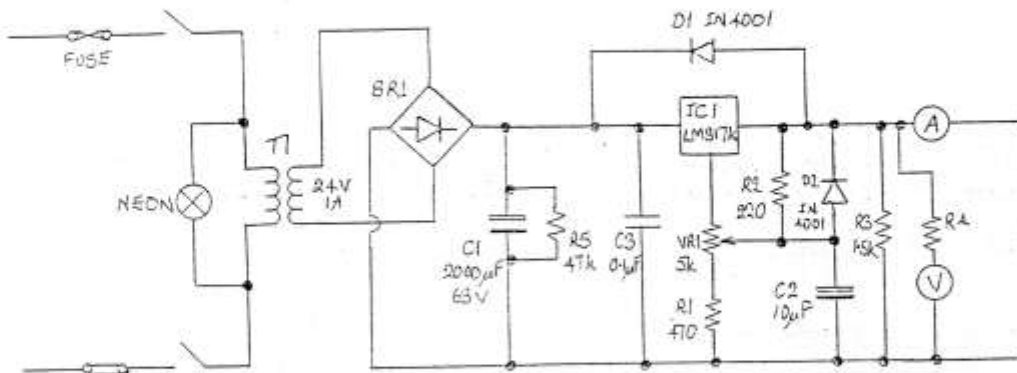 FUSE
NEON
T1
24V
1A
BR1
C1
2000µF
63V
R5
47k
C3
0.1µF
D1 IN4001
IC1
LM317k
VR1
5k
R1
470
R2
220
D2
IN
4001
C2
10µF
R3
R4
A
V